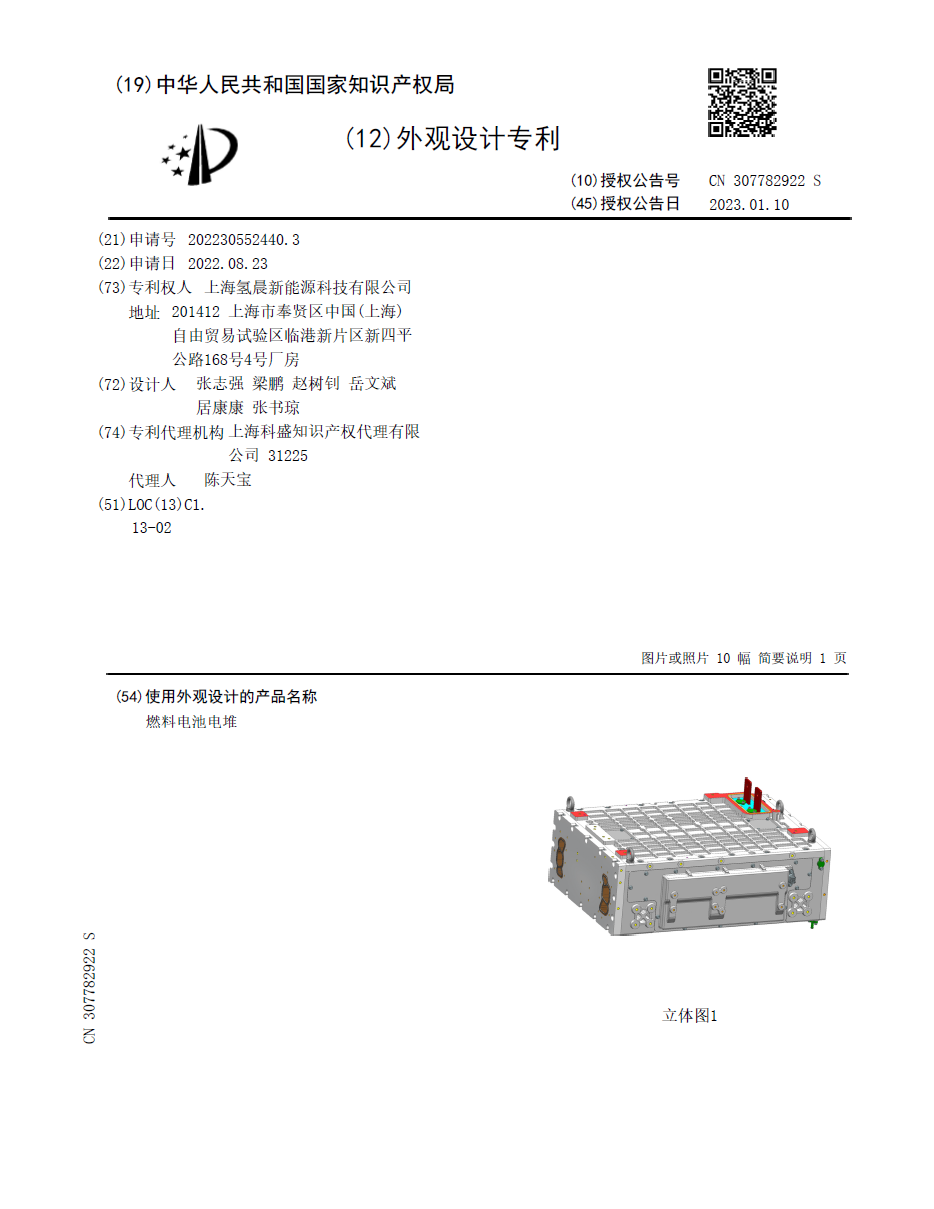 (19)中华人民共和国国家知识产权局
(12)外观设计专利
(10)授权公告号 CN 307782922 S
(45)授权公告日 2023.01.10
(21)申请号 202230552440.3
(22)申请日 2022.08.23
(73)专利权人 上海氢晨新能源科技有限公司
地址 201412 上海市奉贤区中国(上海)
自由贸易试验区临港新片区新四平
公路168号4号厂房
(72)设计人 张志强 梁鹏 赵树钊 岳文斌
居康康 张书琼
(74)专利代理机构 上海科盛知识产权代理有限
公司 31225
代理人 陈天宝
(51)LOC(13)Cl.
13-02
图片或照片 10 幅 简要说明 1 页
(54)使用外观设计的产品名称
燃料电池电堆
立体图1
CN 307782922 S